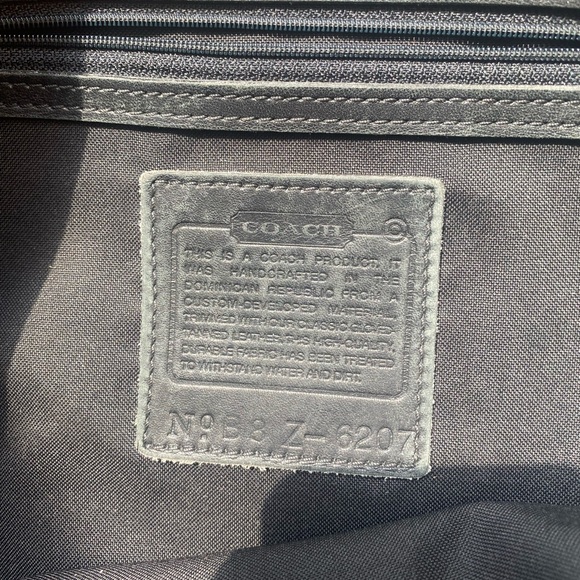 COACH
THIS IS A COACH PRODUCT. IT
WAS HANDCRAFTED IN THE
DOMINICAN REPUBLIC FROM A
CUSTOM-DEVELOPED MATERIAL
TRIMMED WITH OUR CLASSIC GLOVE-
TANNED LEATHER. THIS HIGH-QUALITY,
DURABLE FABRIC HAS BEEN TREATED
TO WITHSTAND WATER AND DIRT.
No B3Z-6207